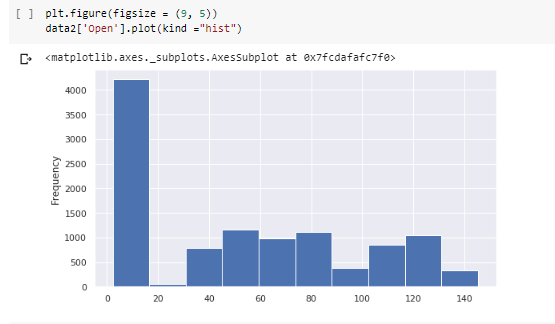 [ ] plt.figure(figsize = (9, 5))
data2['Open'].plot(kind ="hist")
<matplotlib.axes._subplots.AxesSubplot at 0x7fcdafafc7f0>
4000
3500
3000
2500
2000
1500
1000
500
0
Frequency
0 20 40 60 80 100 120 140